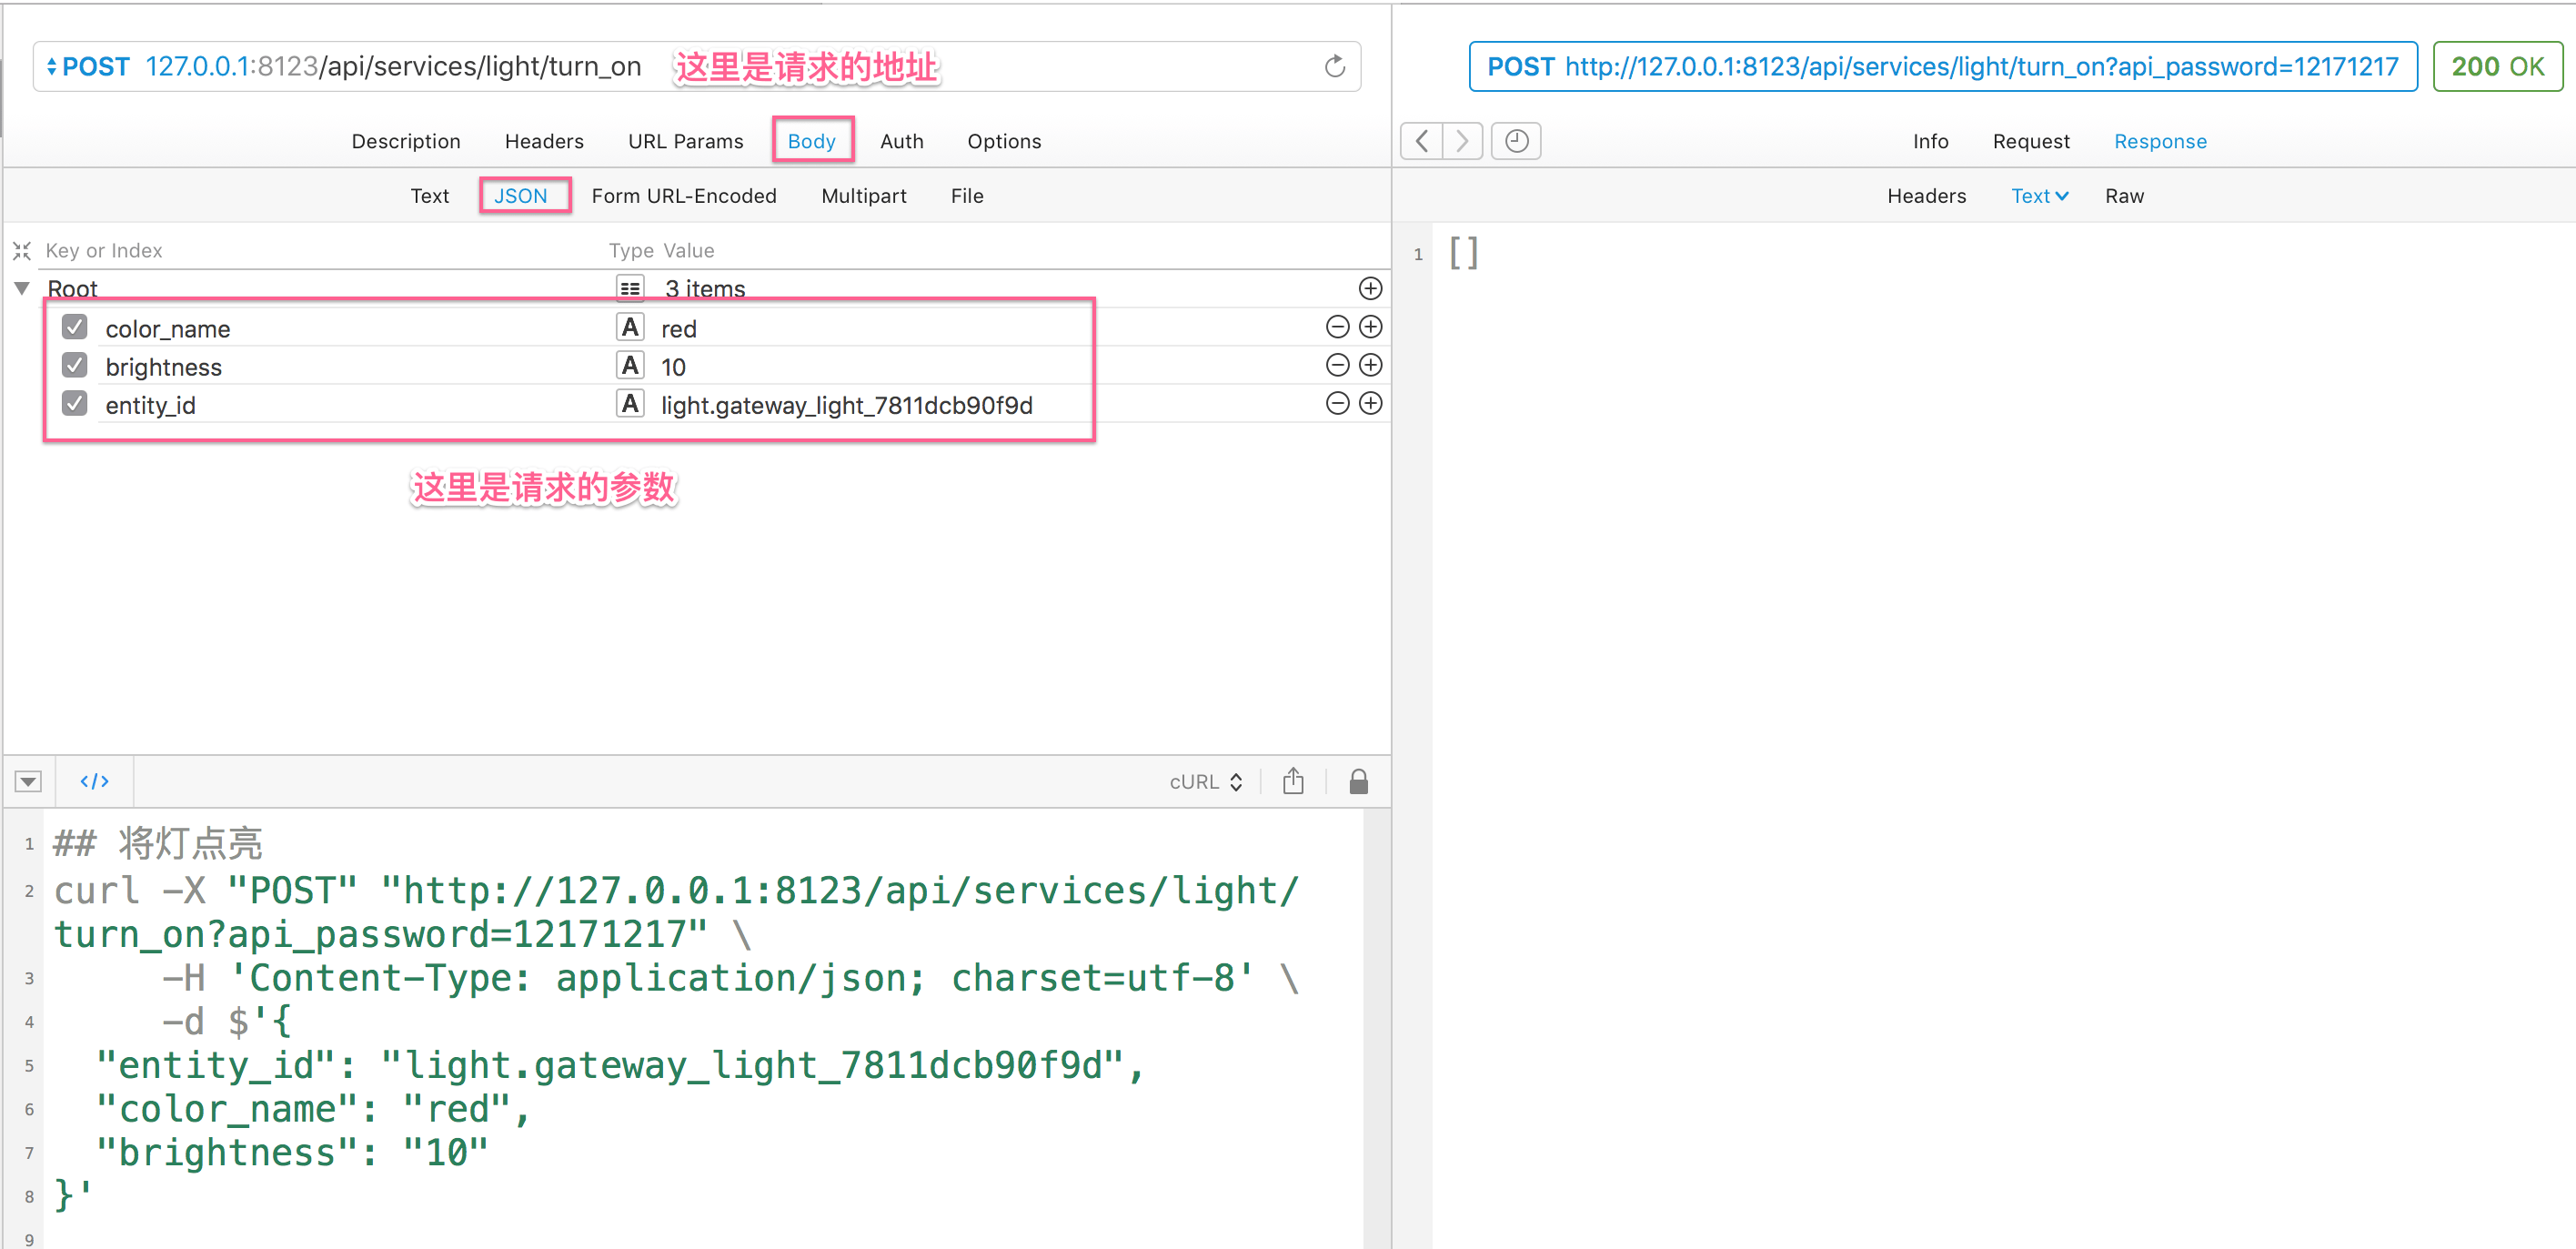 POST 127.0.0.1:8123/api/services/light/turn_on 这里是请求的地址
Description Headers URL Params Body Auth Options
Text JSON Form URL-Encoded Multipart File
Key or Index Type Value
Root 3 items
color_name A red
brightness A 10
entity_id A light.gateway_light_7811dcb90f9d
这里是请求的参数
</> cURL
1 ## 将灯点亮
2 curl -X "POST" "http://127.0.0.1:8123/api/services/light/
turn_on?api_password=12171217" \
3 -H 'Content-Type: application/json; charset=utf-8' \
4 -d $'{
5 "entity_id": "light.gateway_light_7811dcb90f9d",
6 "color_name": "red",
7 "brightness": "10"
8 }'
9
POST http://127.0.0.1:8123/api/services/light/turn_on?api_password=12171217 200 OK
Info Request Response
Headers Text Raw
1 []